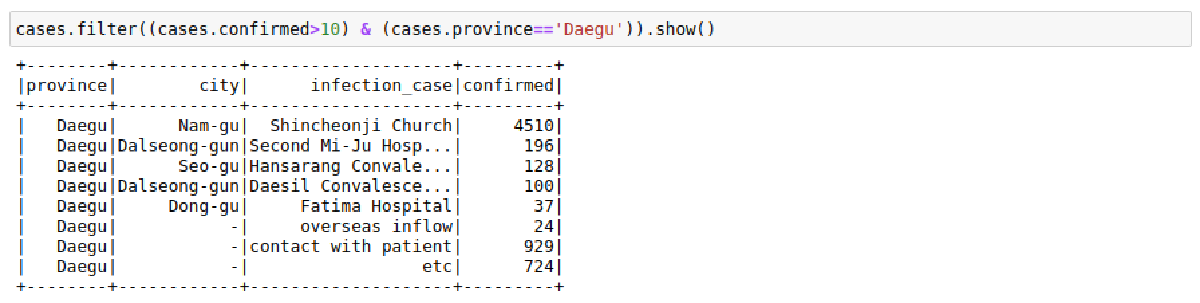 cases.filter((cases.confirmed>10) & (cases.province=='Daegu')).show()
+--------+------------+--------------------+---------+
|province|        city|      infection_case|confirmed|
+--------+------------+--------------------+---------+
|   Daegu|      Nam-gu|  Shincheonji Church|     4510|
|   Daegu|Dalseong-gun|Second Mi-Ju Hosp...|      196|
|   Daegu|      Seo-gu|Hansarang Convale...|      128|
|   Daegu|Dalseong-gun|Daesil Convalesce...|      100|
|   Daegu|     Dong-gu|     Fatima Hospital|       37|
|   Daegu|           -|     overseas inflow|       24|
|   Daegu|           -|contact with patient|      929|
|   Daegu|           -|                 etc|      724|
+--------+------------+--------------------+---------+